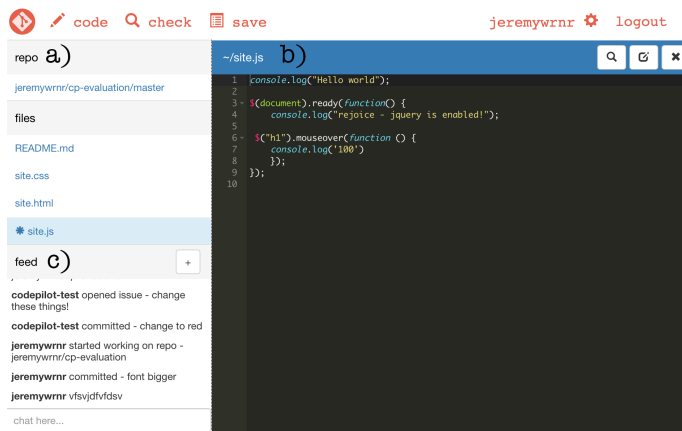 code check save jeremywrnr logout
repo a)
jeremywrnr/cp-evaluation/master
files
README.md
site.css
site.html
site.js
feed c)
+
codepilot-test opened issue - change
these things!
codepilot-test committed - change to red
jeremywrnr started working on repo -
jeremywrnr/cp-evaluation
jeremywrnr committed - font bigger
jeremywrnr vfsvjdfvfdsv
chat here...
~/site.js b)
1 console.log("Hello world");
2
3 $(document).ready(function() {
4 console.log("rejoice - jquery is enabled!");
5
6 $("h1").mouseover(function () {
7 console.log('100')
8 });
9 });
10